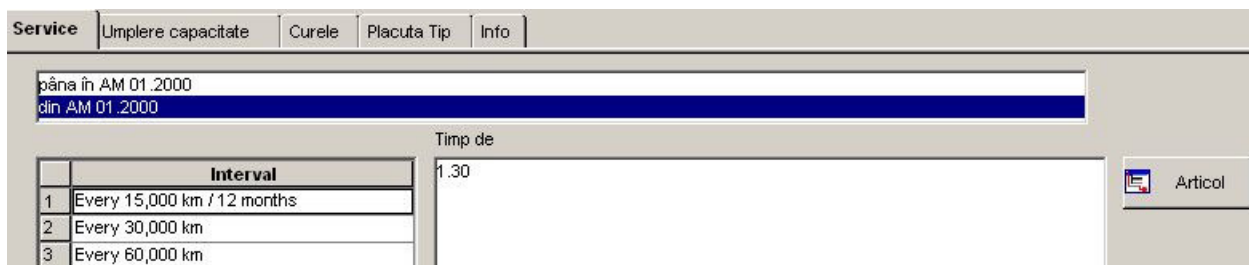 Service Umplere capacitate Curele Placuta Tip Info
pâna în AM 01.2000
din AM 01.2000
Timp de
Interval
1.30
Articol
1 Every 15,000 km / 12 months
2 Every 30,000 km
3 Every 60,000 km